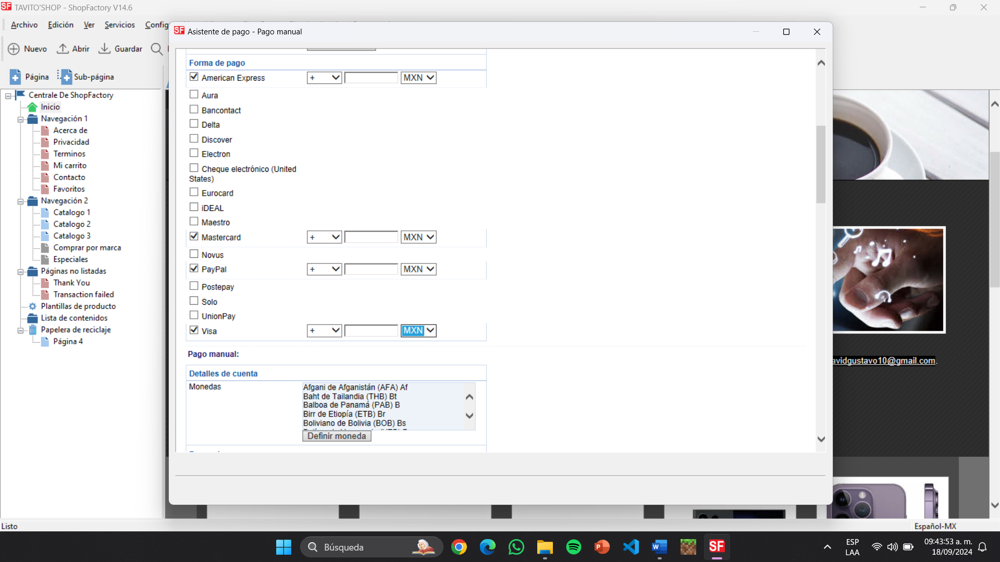 SF TAVITO'SHOP - ShopFactory V14.6
Archivo Edición Ver Servicios
SF Asistente de pago - Pago manual
Nuevo Abrir Guardar
Página Sub-página
Centrale De ShopFactory
Inicio
Navegación 1
Acerca de
Privacidad
Terminos
Mi carrito
Contacto
Favoritos
Navegación 2
Catalogo 1
Catalogo 2
Catalogo 3
Comprar por marca
Especiales
Páginas no listadas
Thank You
Transaction failed
Plantillas de producto
Lista de contenidos
Papelera de reciclaje
Página 4
Forma de pago
American Express + MXN
Aura
Bancontact
Delta
Discover
Electron
Cheque electrónico (United
States)
Eurocard
iDEAL
Maestro
Mastercard + MXN
Novus
PayPal + MXN
Postepay
Solo
UnionPay
Visa + MXN
Pago manual:
Detalles de cuenta
Monedas
Afgani de Afganistán (AFA) Af
Baht de Tailandia (THB) Bt
Balboa de Panamá (PAB) B
Birr de Etiopía (ETB) Br
Boliviano de Bolivia (BOB) Bs
Definir moneda
avidgustavo10@gmail.com.
Listo
Español-MX
Búsqueda
P
W
SF
ESP
LAA
09:43:53 a. m.
18/09/2024